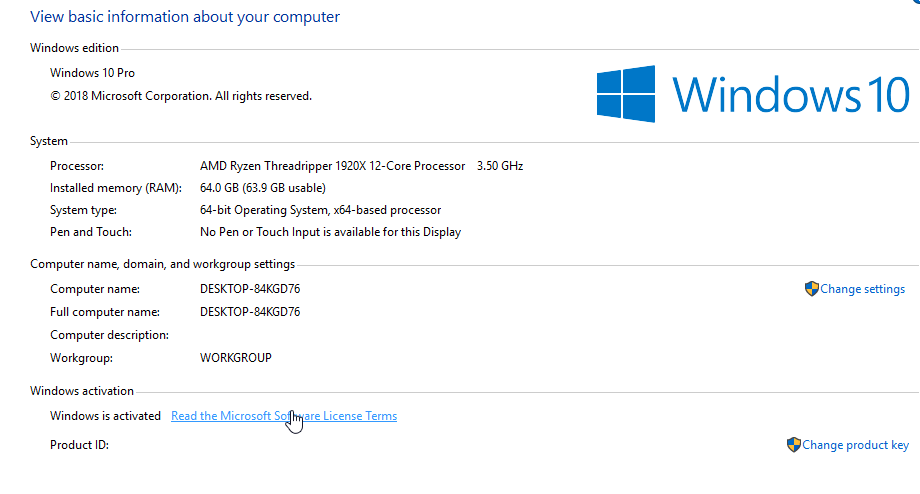 View basic information about your computer
Windows edition
Windows 10 Pro
© 2018 Microsoft Corporation. All rights reserved.
Windows 10
System
Processor: AMD Ryzen Threadripper 1920X 12-Core Processor 3.50 GHz
Installed memory (RAM): 64.0 GB (63.9 GB usable)
System type: 64-bit Operating System, x64-based processor
Pen and Touch: No Pen or Touch Input is available for this Display
Computer name, domain, and workgroup settings
Computer name: DESKTOP-84KGD76 Change settings
Full computer name: DESKTOP-84KGD76
Computer description:
Workgroup: WORKGROUP
Windows activation
Windows is activated Read the Microsoft Software License Terms
Product ID: Change product key